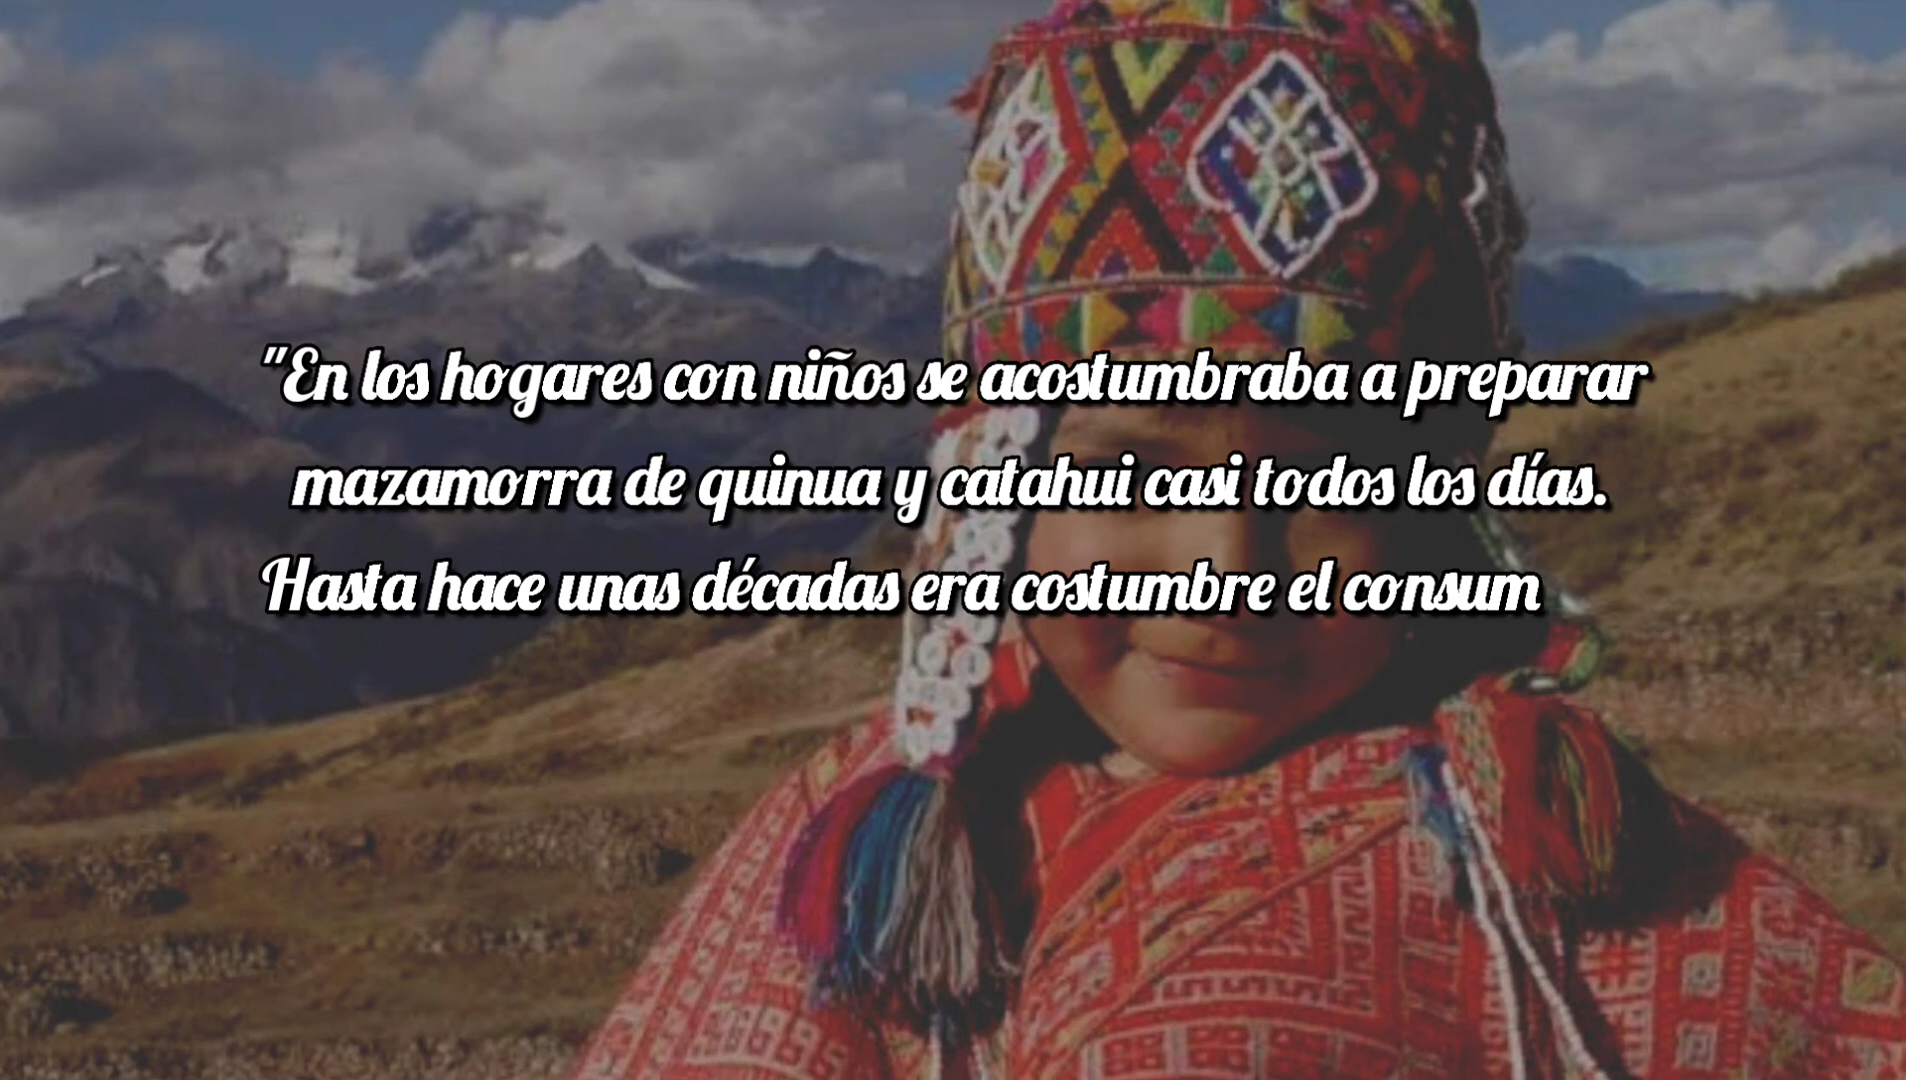 "En los hogares con niños se acostumbraba a preparar
mazamorra de quinua y catahui casi todos los días.
Hasta hace unas décadas era costumbre el consum